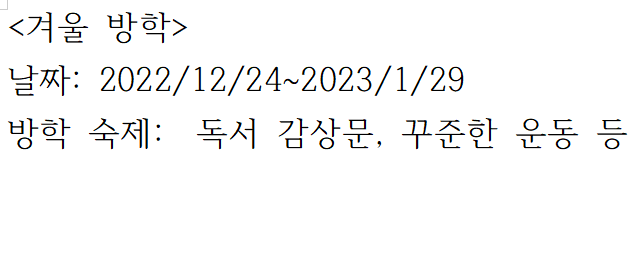 <겨울 방학>
날짜: 2022/12/24~2023/1/29
방학 숙제: 독서 감상문, 꾸준한 운동 등